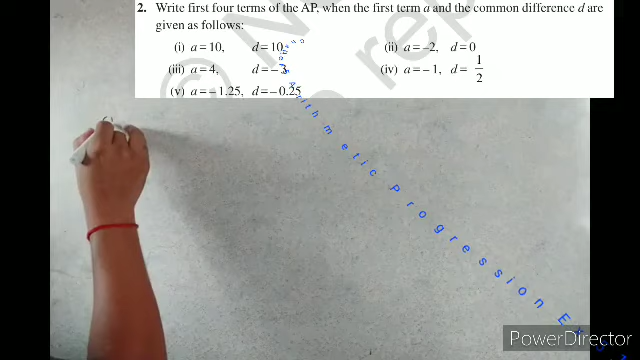 2. Write first four terms of the AP, when the first term a and the common difference d are
given as follows:
(i) a = 10, d = 10 (ii) a = –2, d = 0
(iii) a = 4, d = – 3 (iv) a = – 1, d = 1/2
(v) a = – 1.25, d = – 0.25
Arithmetic Progression Ex
PowerDirector